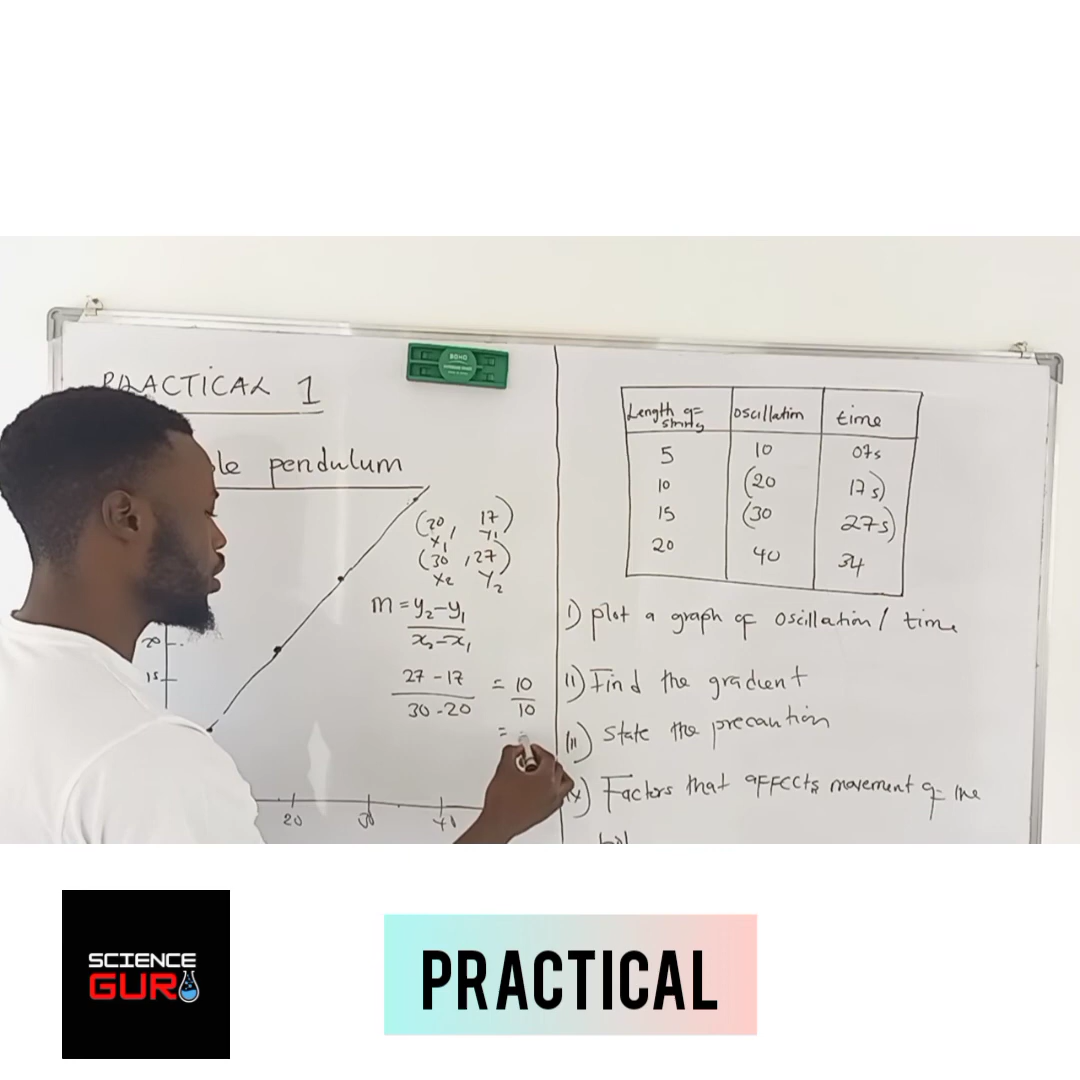 PRACTICAL 1
le pendulum
(20, 17)
x₁ y₁
(30, 27)
x₂ y₂
m = y₂-y₁
x₂-x₁
27 - 17 = 10
30 - 20 10
=
20
15
20 30 40
Length of oscillation time
string
5 10 07s
10 (20 17s)
15 (30 27s)
20 40 34
i) plot a graph of oscillation / time
ii) Find the gradient
iii) State the precaution
Factors that affects movement of the
BOHO
SCIENCE
GURU
PRACTICAL